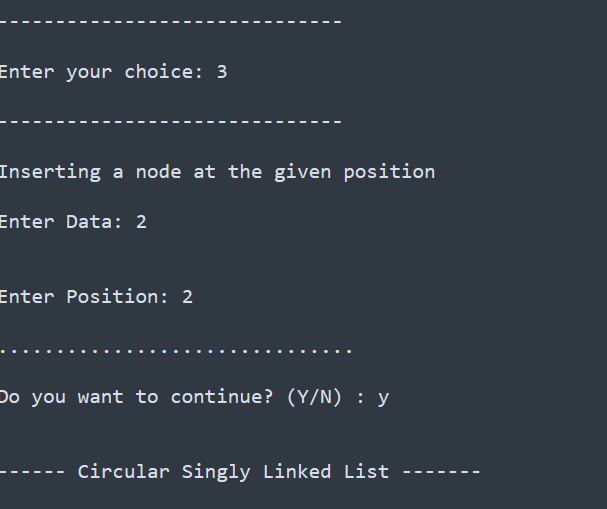 ------------------------------
Enter your choice: 3
------------------------------
Inserting a node at the given position
Enter Data: 2
Enter Position: 2
...............................
Do you want to continue? (Y/N) : y
------ Circular Singly Linked List -------